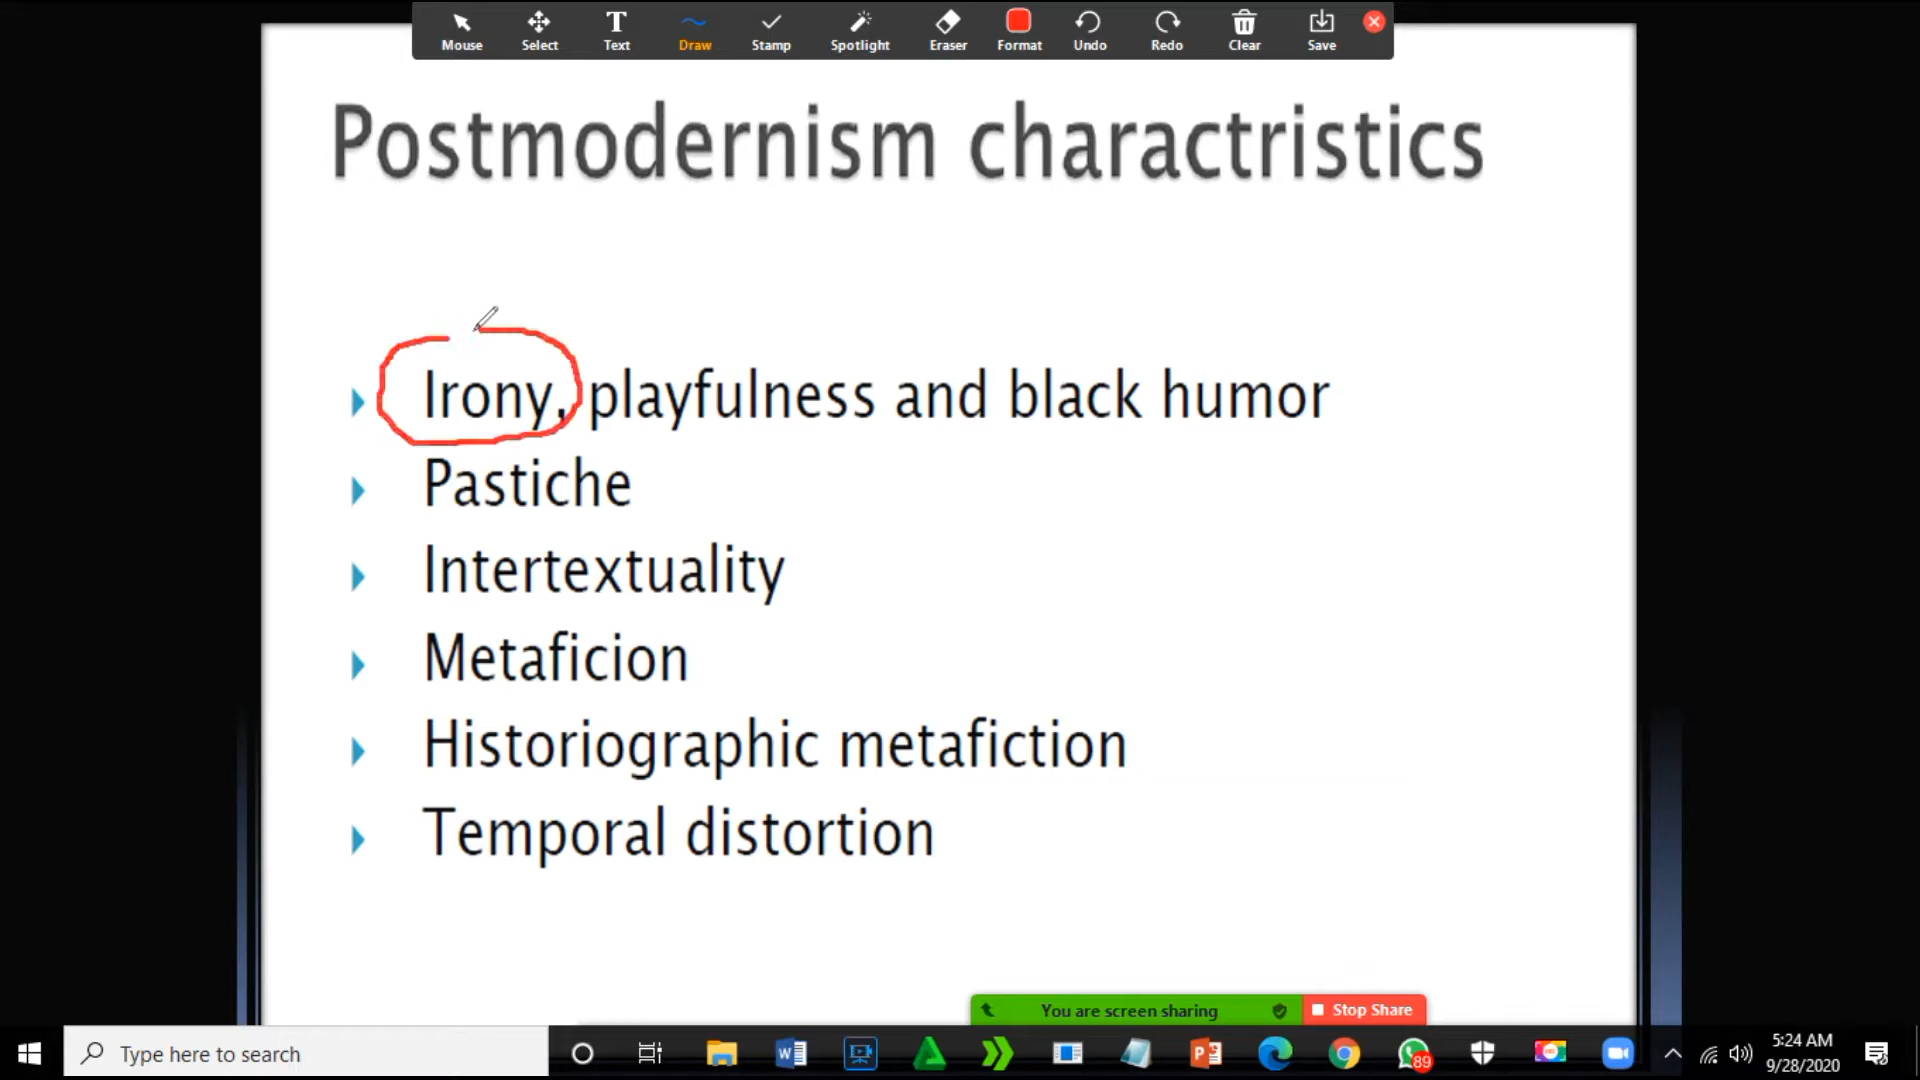 Mouse Select Text Draw Stamp Spotlight Eraser Format Undo Redo Clear Save
Postmodernism charactristics
Irony, playfulness and black humor
Pastiche
Intertextuality
Metaficion
Historiographic metafiction
Temporal distortion
You are screen sharing Stop Share
Type here to search
89
5:24 AM
9/28/2020